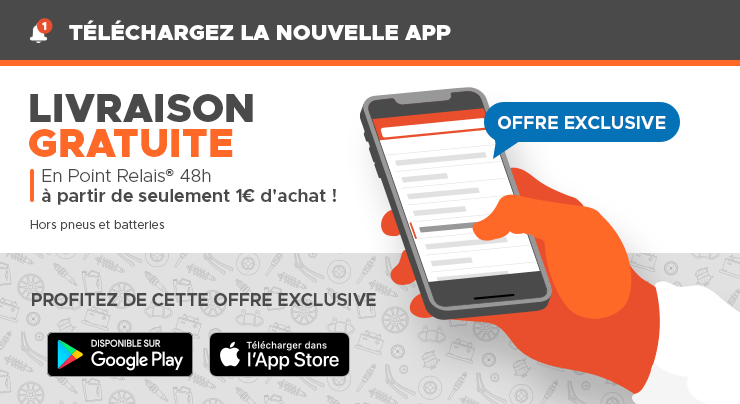 1
TÉLÉCHARGEZ LA NOUVELLE APP
LIVRAISON
GRATUITE
En Point Relais® 48h
à partir de seulement 1€ d'achat !
Hors pneus et batteries
OFFRE EXCLUSIVE
PROFITEZ DE CETTE OFFRE EXCLUSIVE
DISPONIBLE SUR
Google Play
Télécharger dans
l'App Store